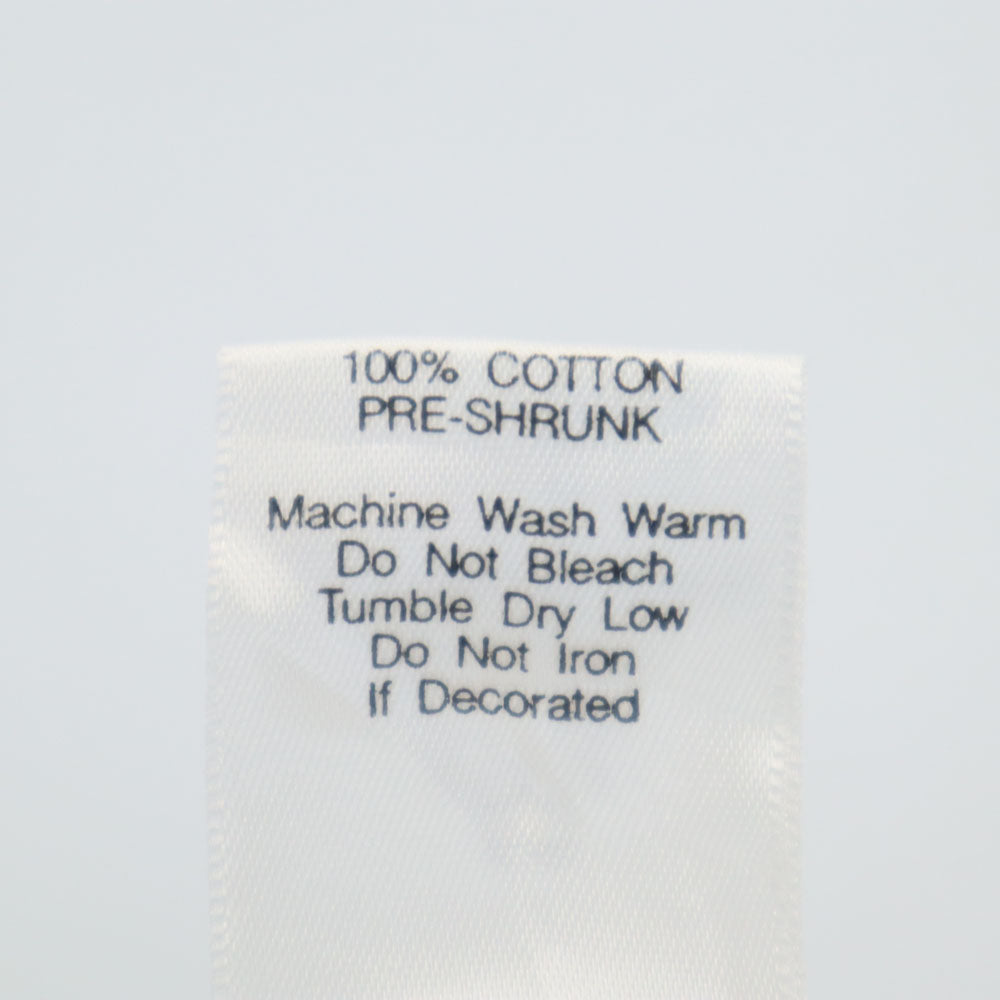 100% COTTON
PRE-SHRUNK
Machine Wash Warm
Do Not Bleach
Tumble Dry Low
Do Not Iron
If Decorated